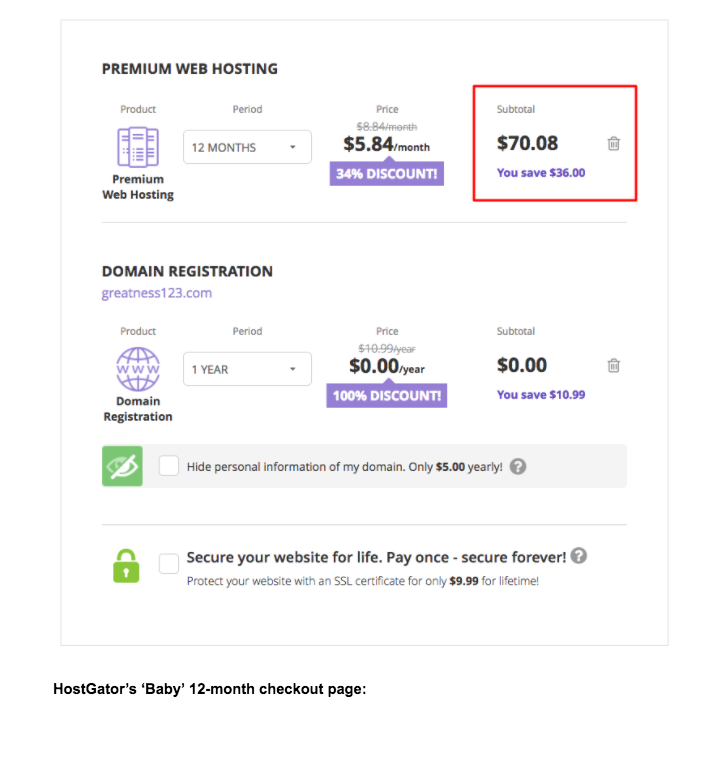 PREMIUM WEB HOSTING
Product Period Price Subtotal
$8.84/month
12 MONTHS $5.84/month $70.08
34% DISCOUNT! You save $36.00
Premium
Web Hosting
DOMAIN REGISTRATION
greatness123.com
Product Period Price Subtotal
$10.99/year
WWW 1 YEAR $0.00/year $0.00
100% DISCOUNT! You save $10.99
Domain
Registration
Hide personal information of my domain. Only $5.00 yearly! ?
Secure your website for life. Pay once - secure forever! ?
Protect your website with an SSL certificate for only $9.99 for lifetime!
HostGator’s ‘Baby’ 12-month checkout page: